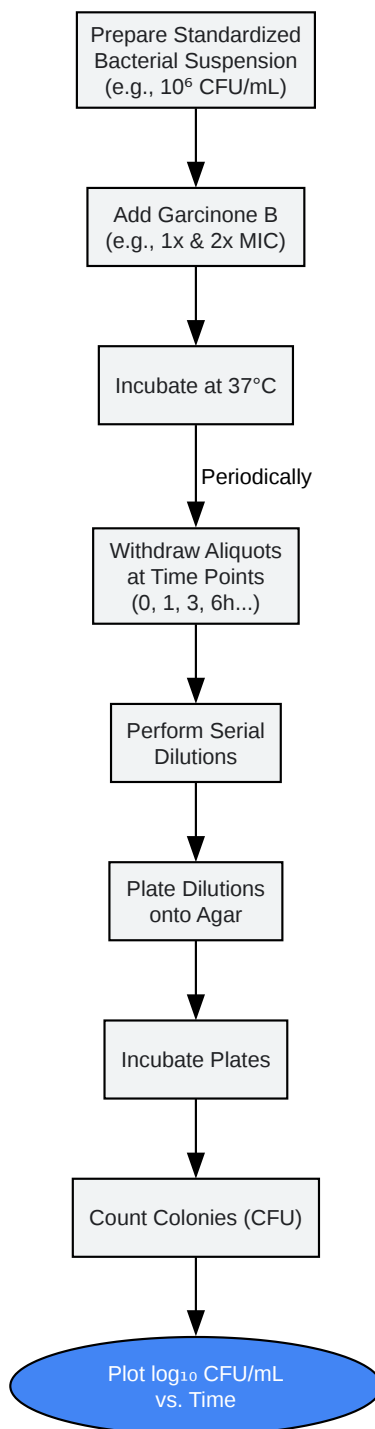 Prepare Standardized
Bacterial Suspension
(e.g., 10⁶ CFU/mL)
Add Garcinone B
(e.g., 1x & 2x MIC)
Incubate at 37°C
Periodically
Withdraw Aliquots
at Time Points
(0, 1, 3, 6h...)
Perform Serial
Dilutions
Plate Dilutions
onto Agar
Incubate Plates
Count Colonies (CFU)
Plot log₁₀ CFU/mL
vs. Time